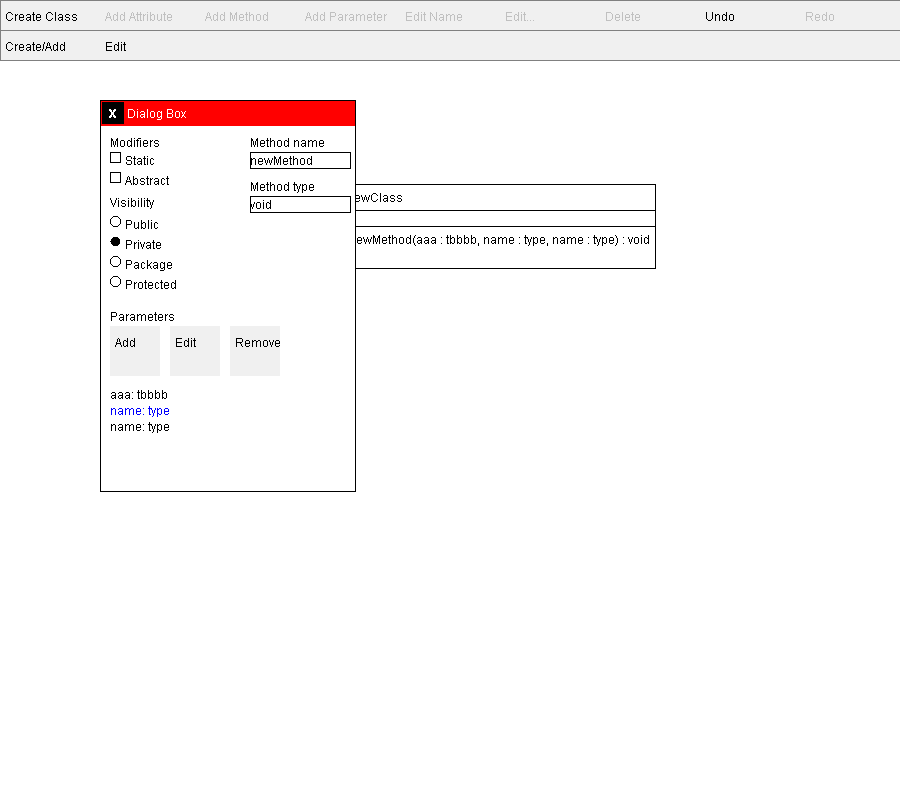 Create Class Add Attribute Add Method Add Parameter Edit Name Edit... Delete Undo Redo
Create/Add Edit
X Dialog Box
Modifiers
Static
Abstract
Visibility
Public
Private
Package
Protected
Method name
newMethod
Method type
void
Parameters
Add Edit Remove
aaa: tbbbb
name: type
name: type
ewClass
ewMethod(aaa : tbbbb, name : type, name : type) : void